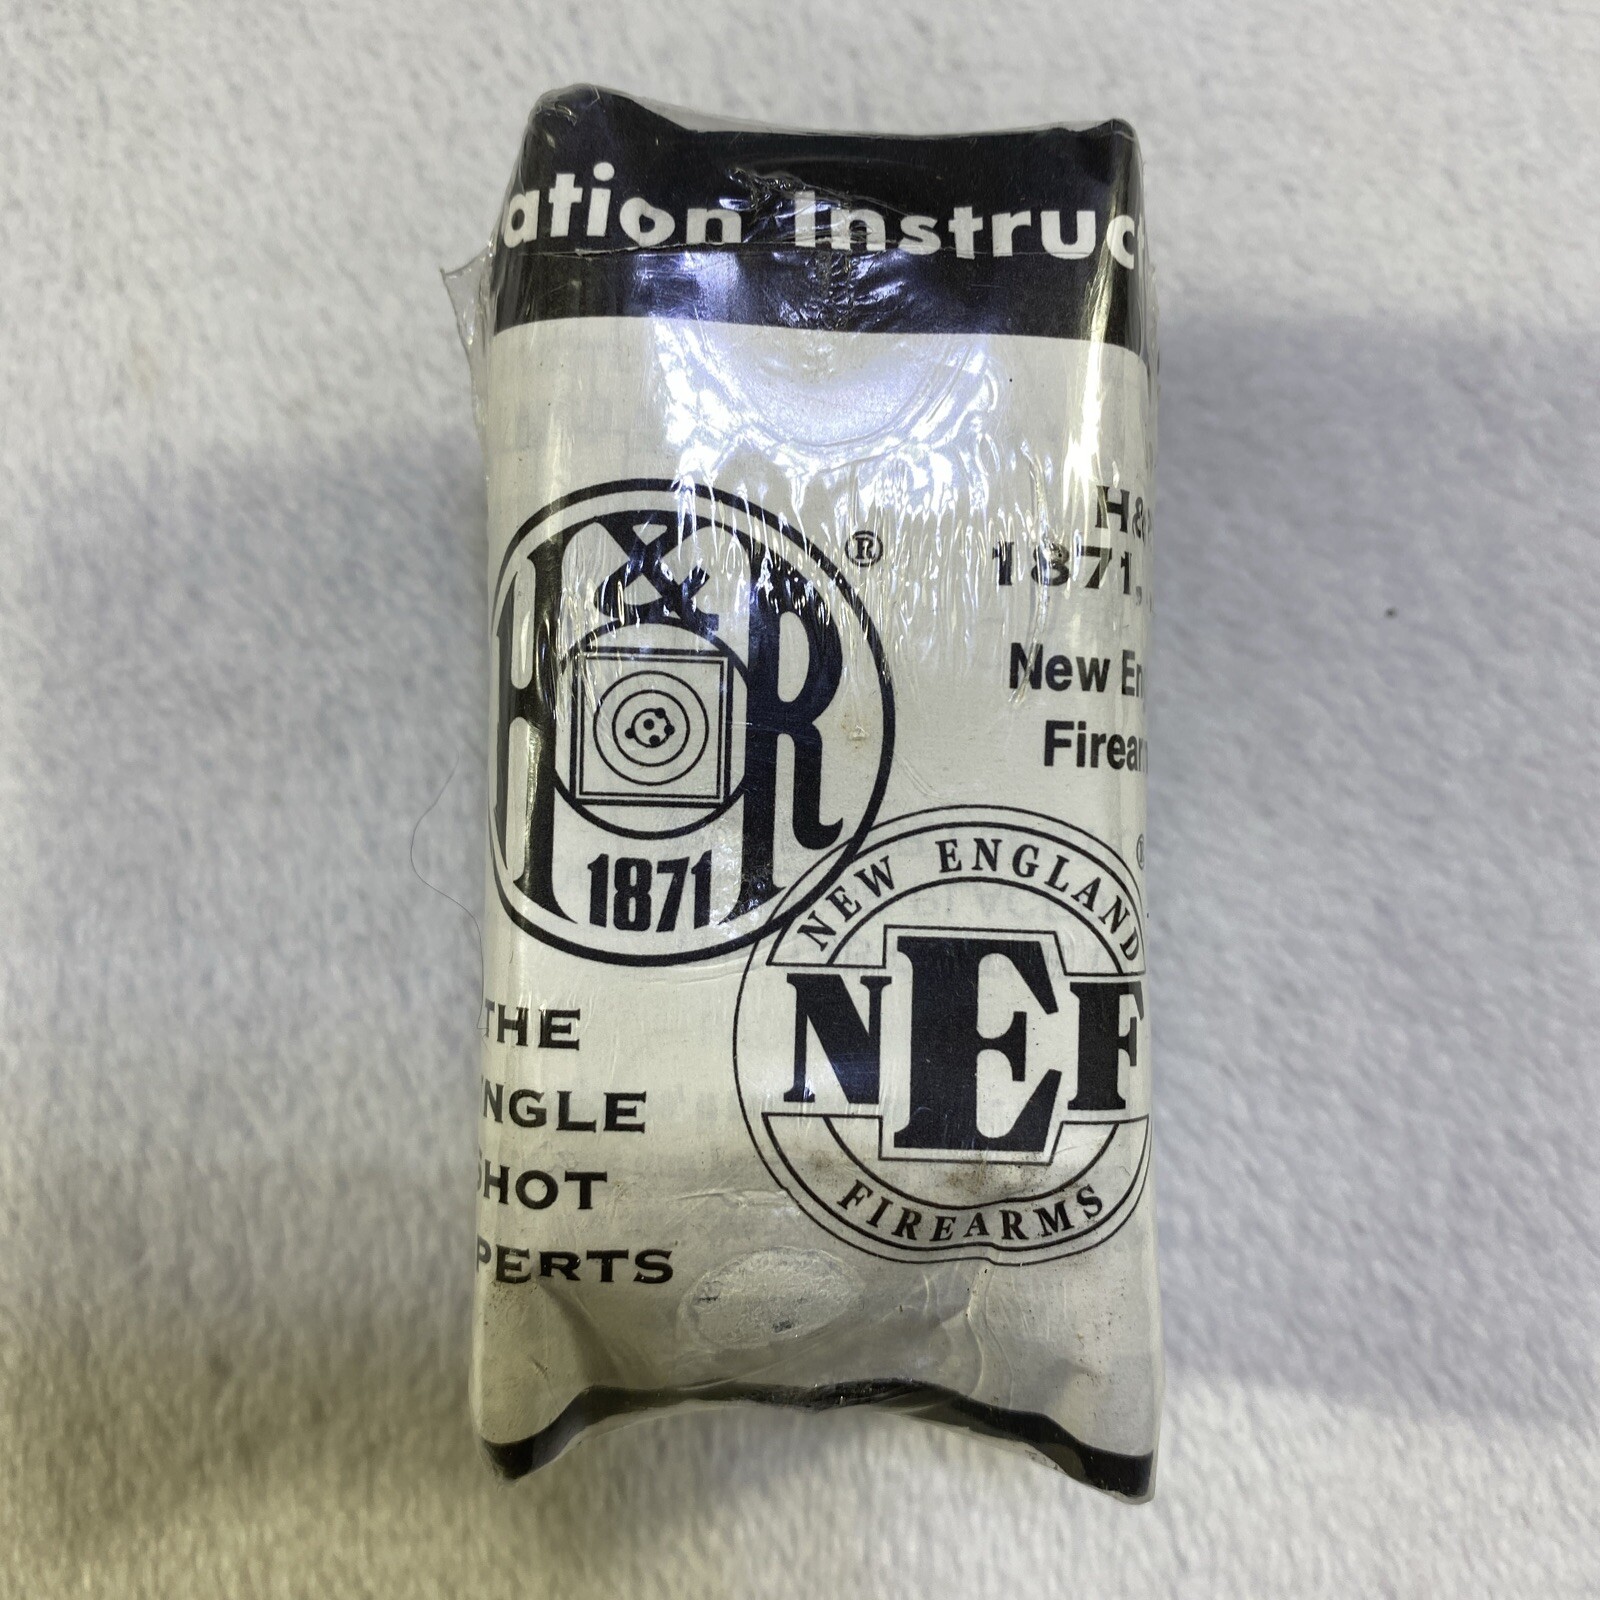 ation Instruc
H&R
®
1871
H&
1871,
New En
Firear
®
NEW ENGLAND
NEF
FIREARMS
THE
NGLE
HOT
PERTS